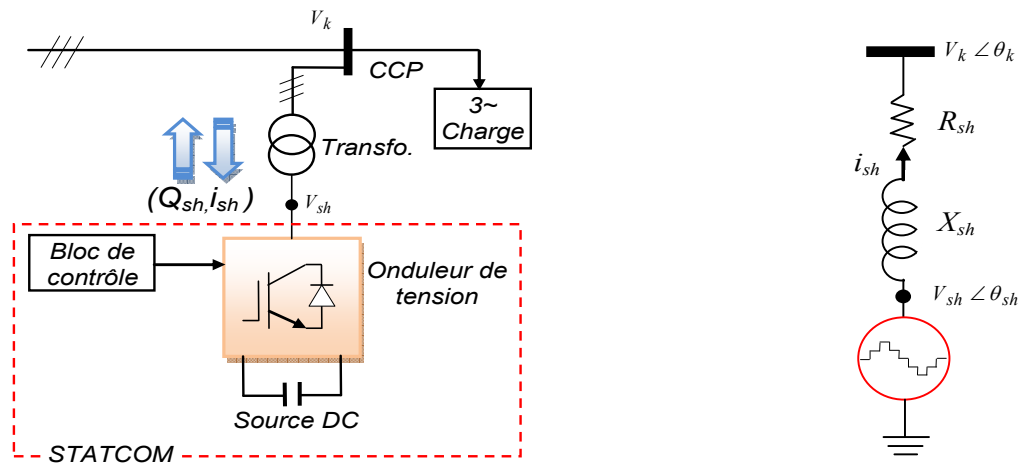 V_k
CCP
3~
Charge
Transfo.
(Q_sh,i_sh)
V_sh
Bloc de
contrôle
Onduleur de
tension
Source DC
STATCOM
V_k ∠θ_k
R_sh
i_sh
X_sh
V_sh ∠θ_sh